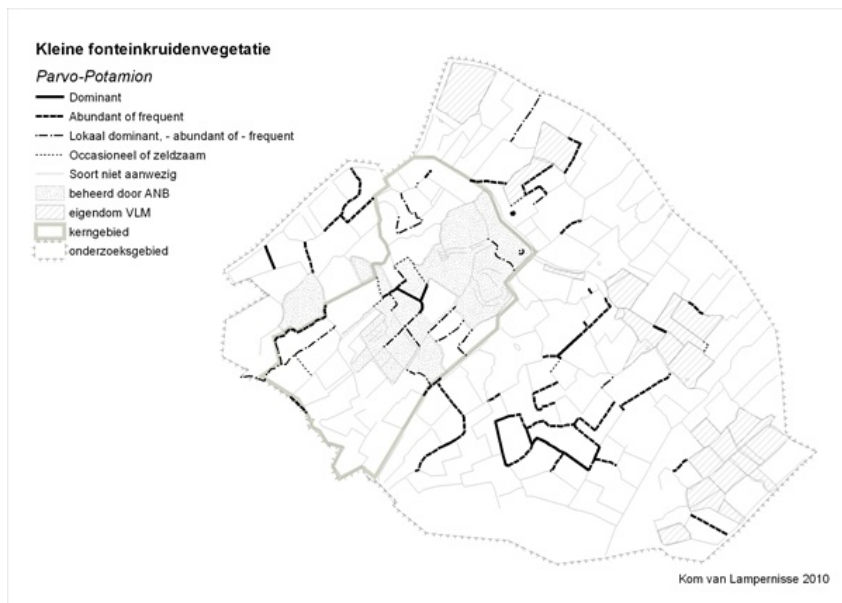 Kleine fonteinkruidenvegetatie
Parvo-Potamion
Dominant
Abundant of frequent
Lokaal dominant, - abundant of - frequent
Occasioneel of zeldzaam
Soort niet aanwezig
beheerd door ANB
eigendom VLM
kerngebied
onderzoeksgebied
Kom van Lampernisse 2010